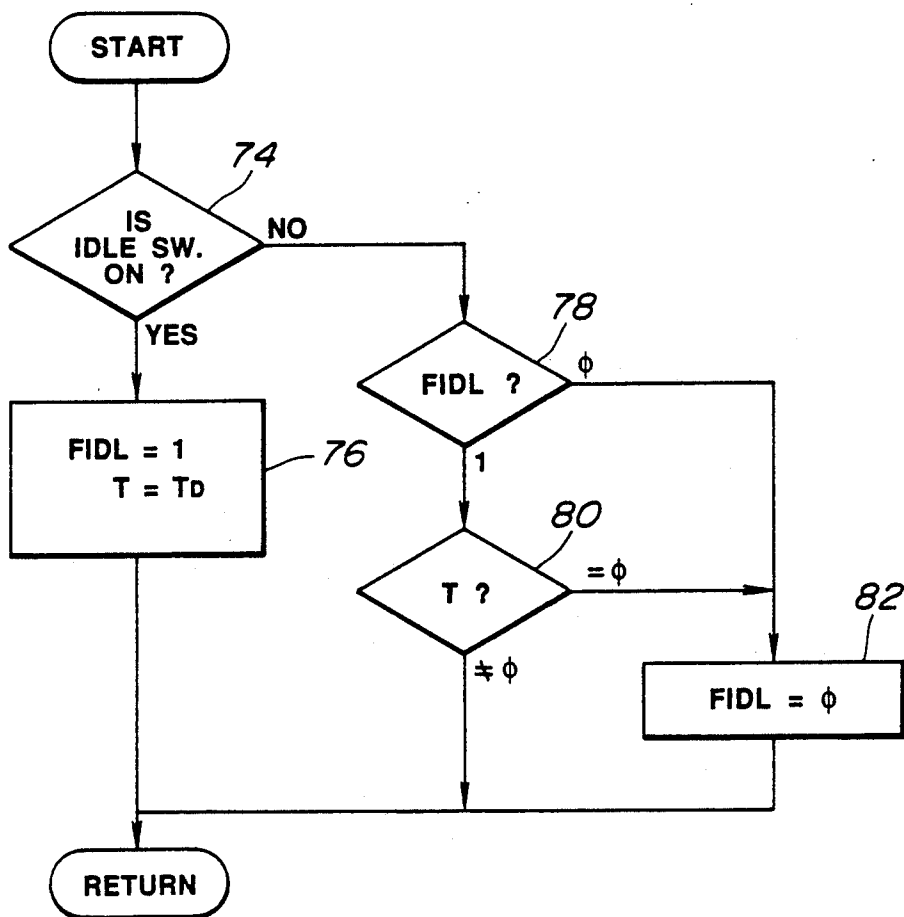 START
74
IS
IDLE SW.
ON ?
NO
YES
78
FIDL ?
ϕ
1
FIDL = 1
T = TD
76
80
T ?
= ϕ
≠ ϕ
82
FIDL = ϕ
RETURN